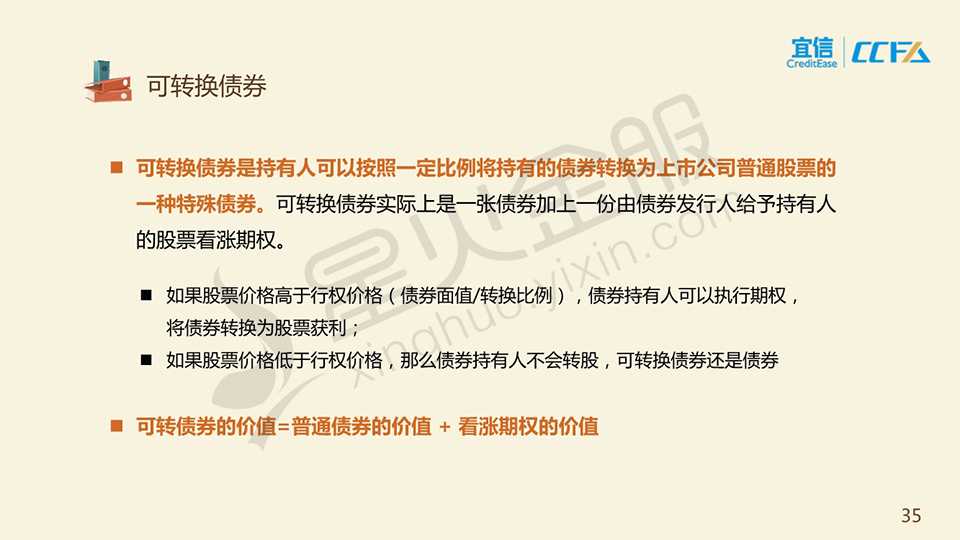 宜信
CreditEase
CCFA
可转换债券
可转换债券是持有人可以按照一定比例将持有的债券转换为上市公司普通股票的
一种特殊债券。可转换债券实际上是一张债券加上一份由债券发行人给予持有人
的股票看涨期权。
如果股票价格高于行权价格（债券面值/转换比例），债券持有人可以执行期权，
将债券转换为股票获利；
如果股票价格低于行权价格，那么债券持有人不会转股，可转换债券还是债券
可转债券的价值=普通债券的价值 + 看涨期权的价值
星火金服
xinghuo.yixin.com
35